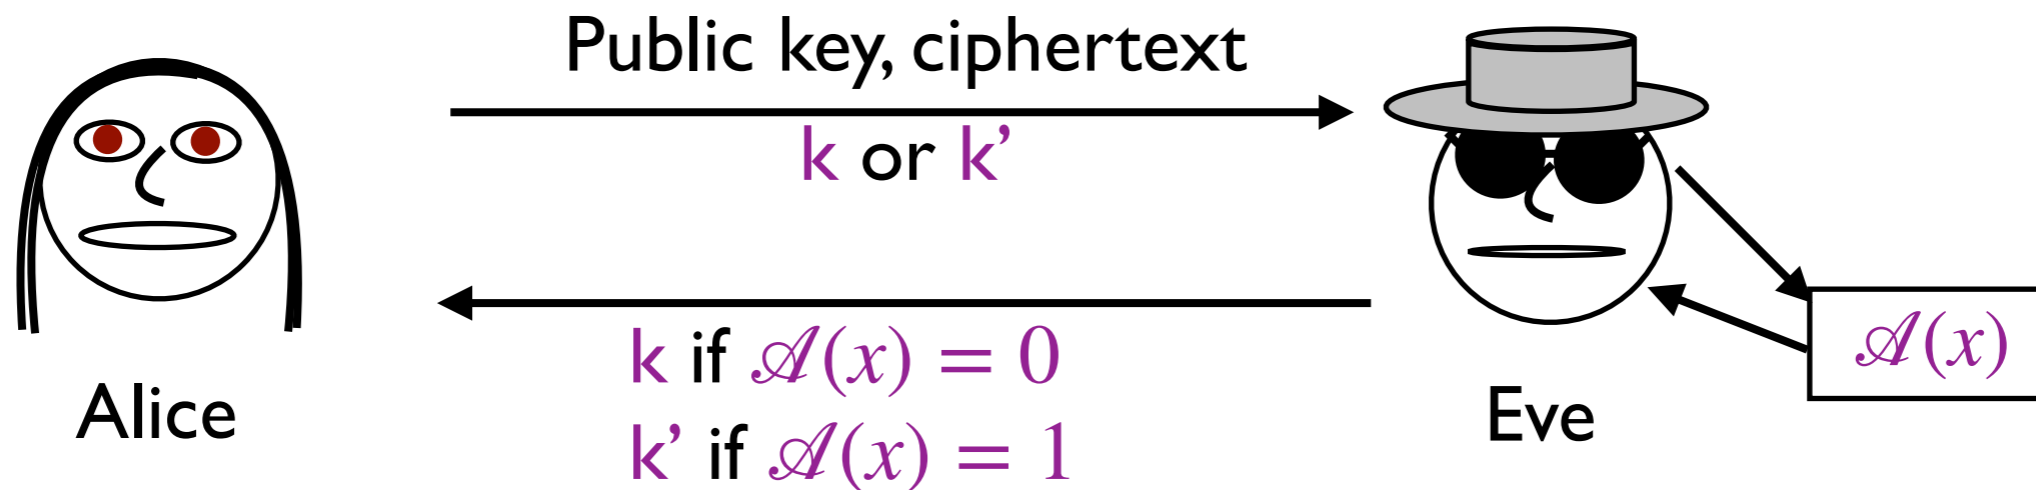 Public key, ciphertext
k or k’
k if 𝒜(x) = 0
k’ if 𝒜(x) = 1
Alice
Eve
𝒜(x)